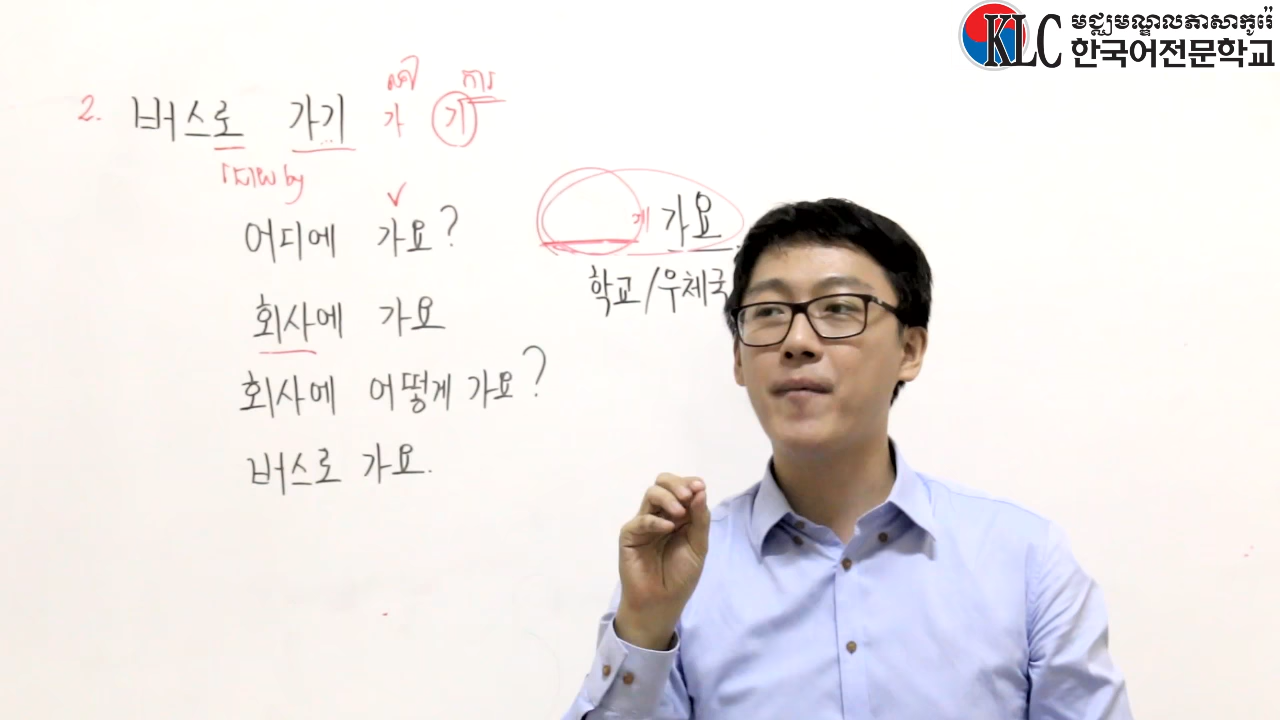 KLC មជ្ឈមណ្ឌលភាសាកូរ៉េ
한국어전문학교
2. 버스로 가기 가 기
ការ
by
어디에 가요?
에 가요
학교/우체국
회사에 가요
회사에 어떻게 가요?
버스로 가요.